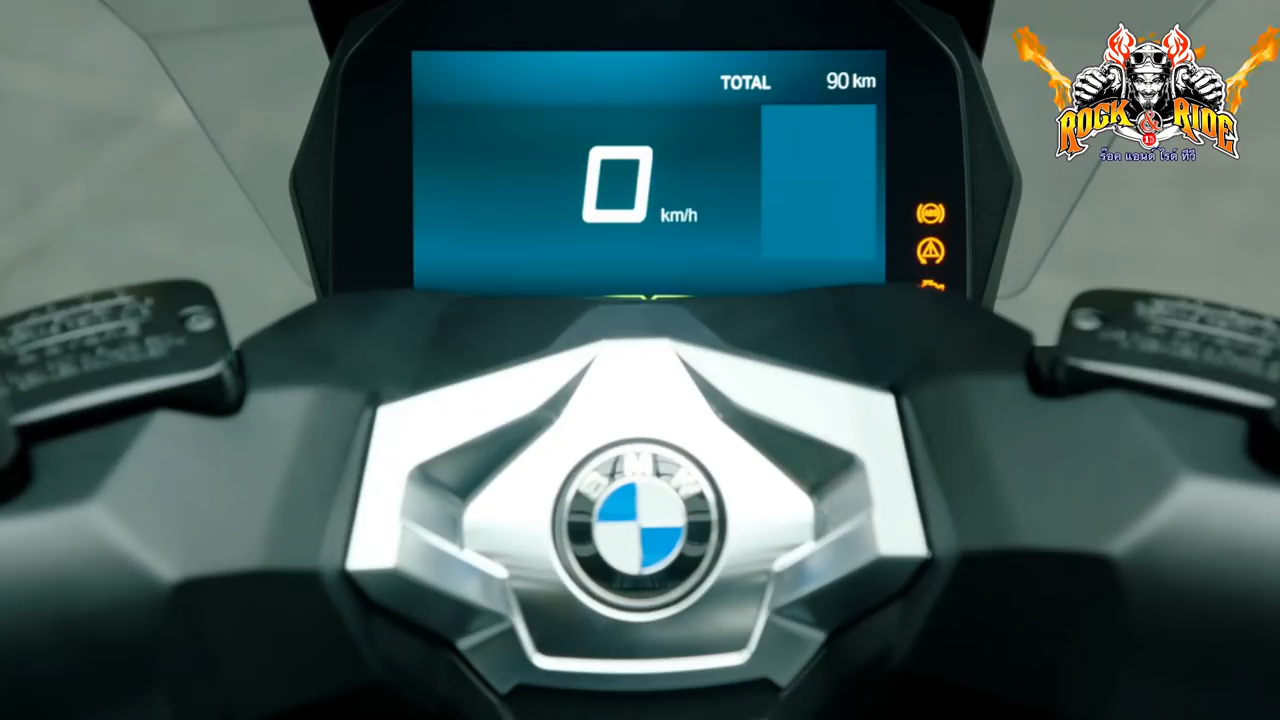 TOTAL 90 km
0 km/h
ABS
BMW
ROCK & RIDE
ร็อค แอนด์ ไรด์ ทีวี